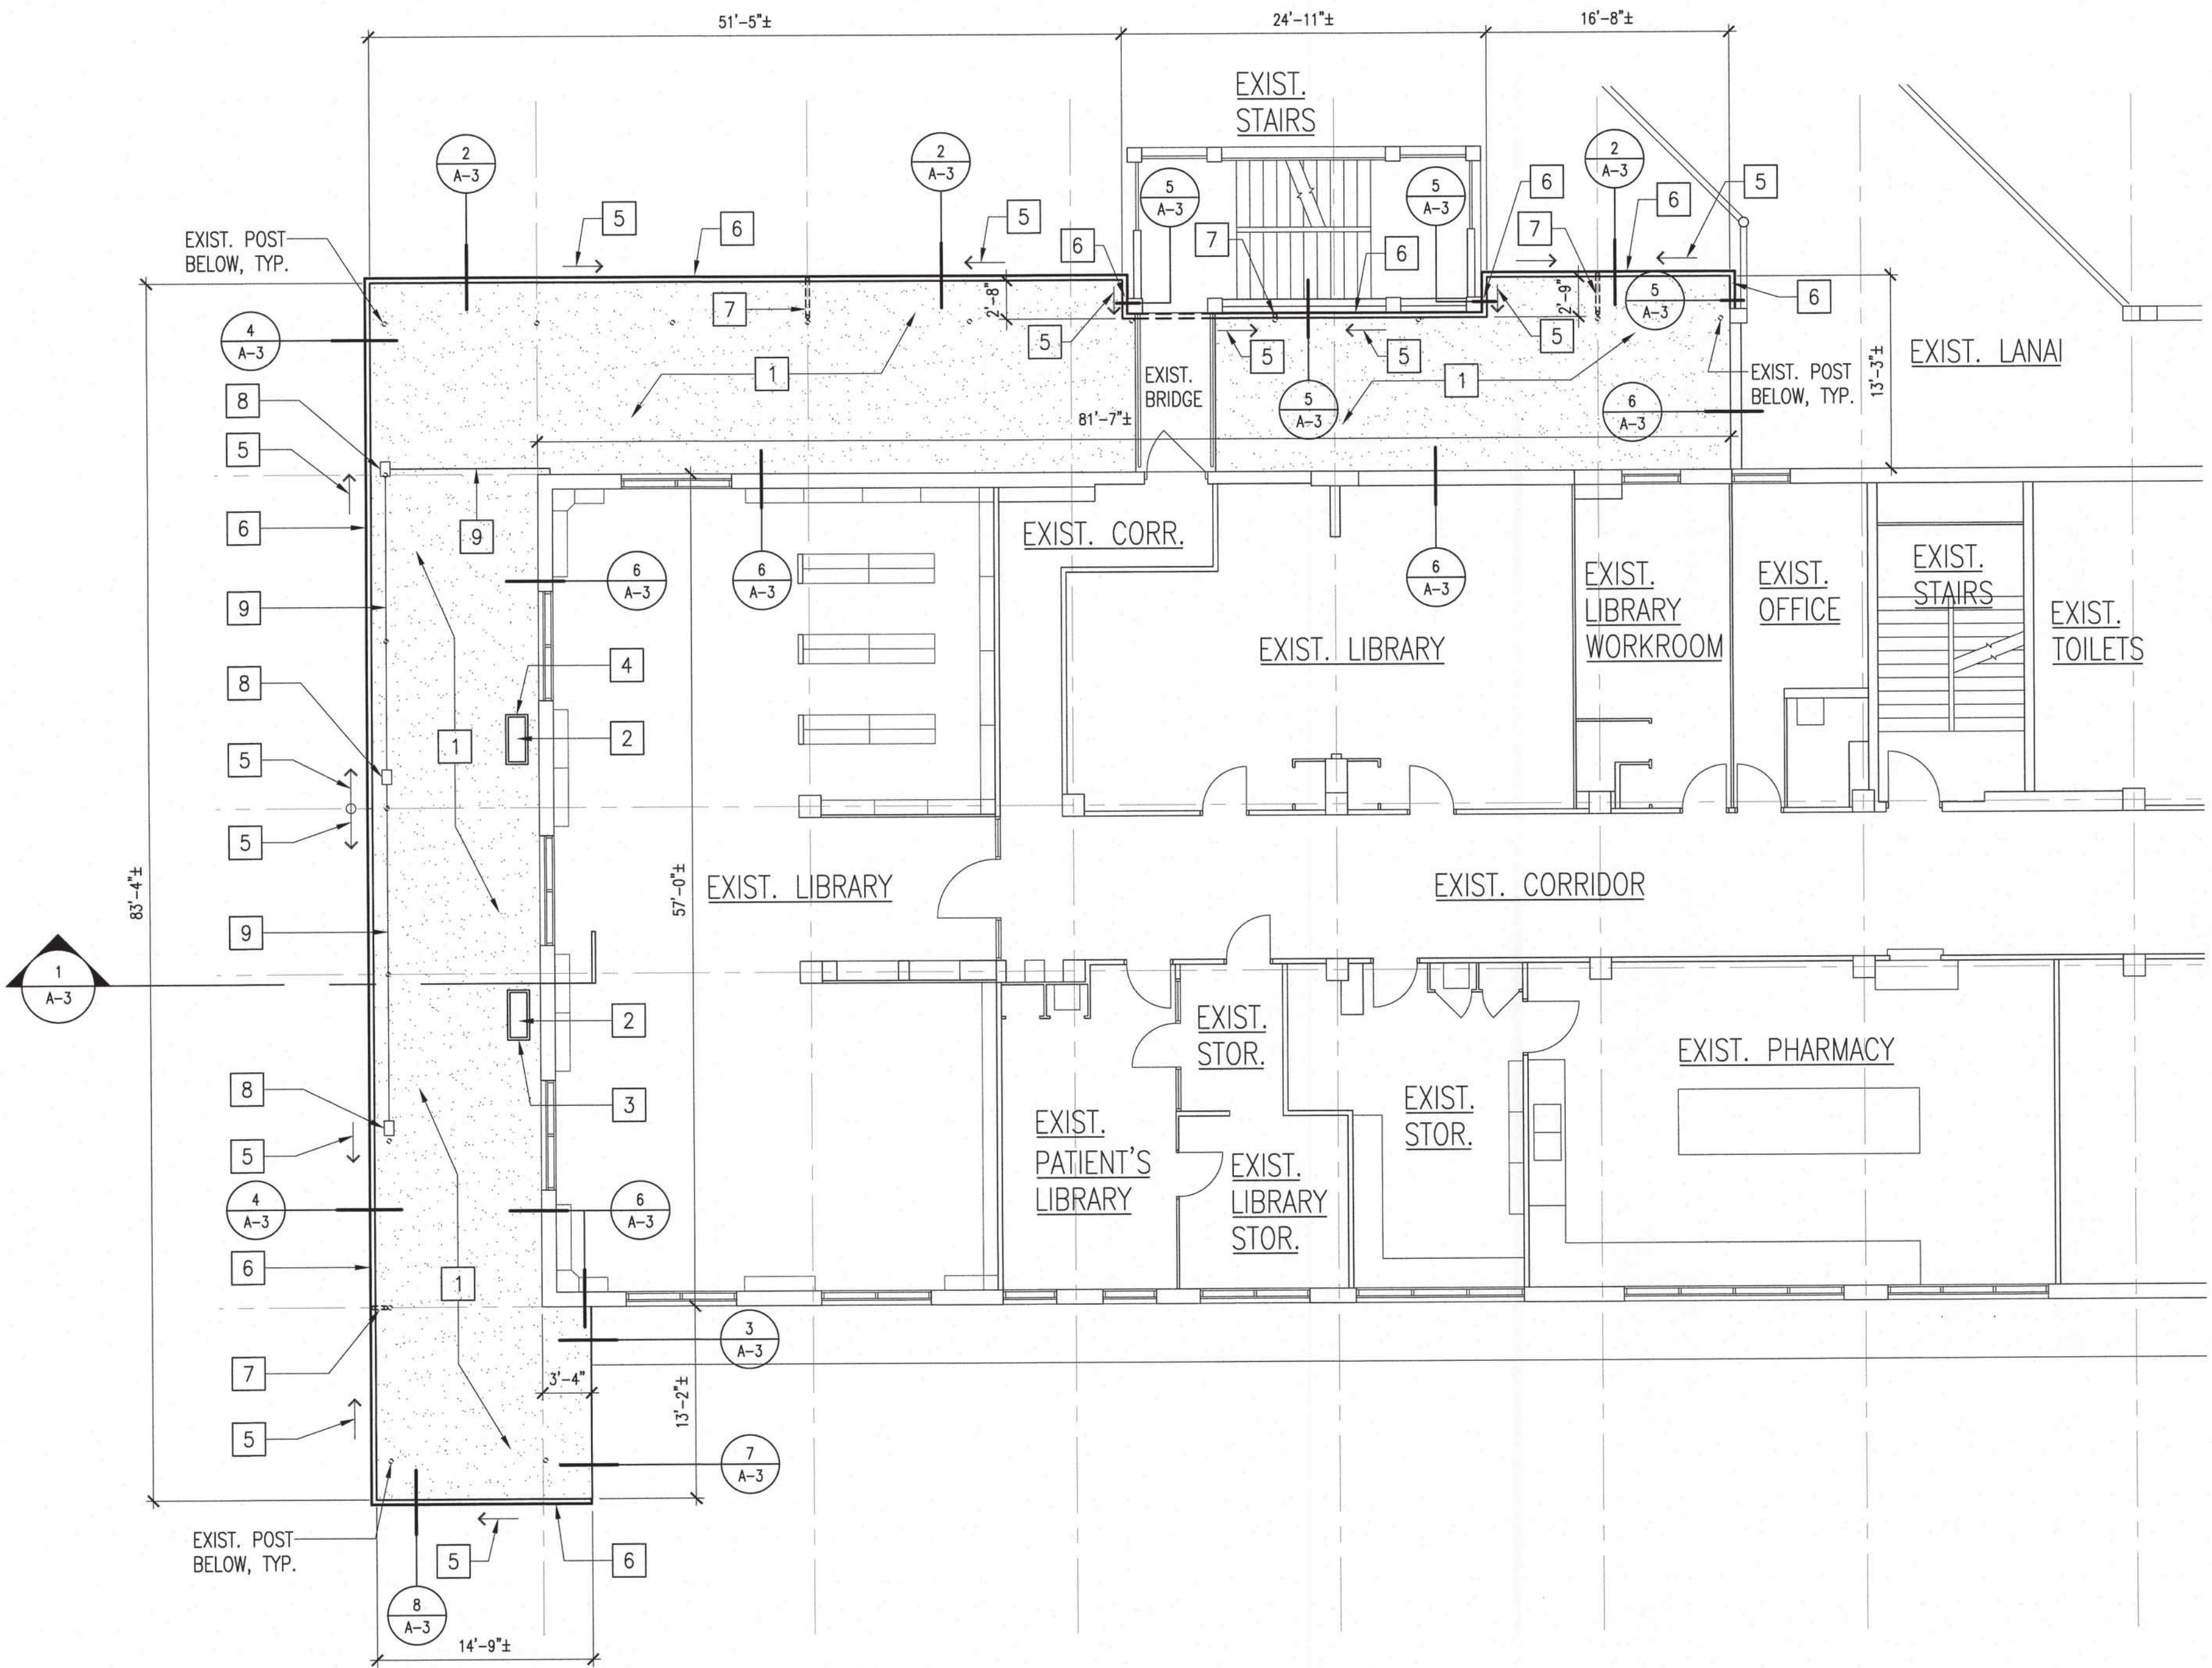 51'-5"±
24'-11"±
16'-8"±
EXIST.
STAIRS
2
A-3
2
A-3
2
A-3
5
A-3
5
A-3
6
5
5
6
5
6
7
7
6
6
5
EXIST. POST
BELOW, TYP.
7
2'-8"
5
2'-9"
5
A-3
6
4
A-3
5
5
5
1
EXIST.
BRIDGE
5
A-3
1
EXIST. POST
BELOW, TYP.
13'-3"±
EXIST. LANAI
8
81'-7"±
6
A-3
5
6
9
EXIST. CORR.
6
A-3
6
A-3
6
A-3
EXIST.
LIBRARY
WORKROOM
EXIST.
OFFICE
EXIST.
STAIRS
EXIST.
TOILETS
9
4
EXIST. LIBRARY
8
1
2
5
5
83'-4"±
57'-0"±
EXIST. LIBRARY
EXIST. CORRIDOR
9
1
A-3
2
EXIST.
STOR.
EXIST. PHARMACY
8
3
EXIST.
PATIENT'S
LIBRARY
EXIST.
STOR.
5
4
A-3
6
A-3
EXIST.
LIBRARY
STOR.
6
1
3
A-3
7
3'-4"
13'-2"±
5
7
A-3
EXIST. POST
BELOW, TYP.
5
6
8
A-3
14'-9"±